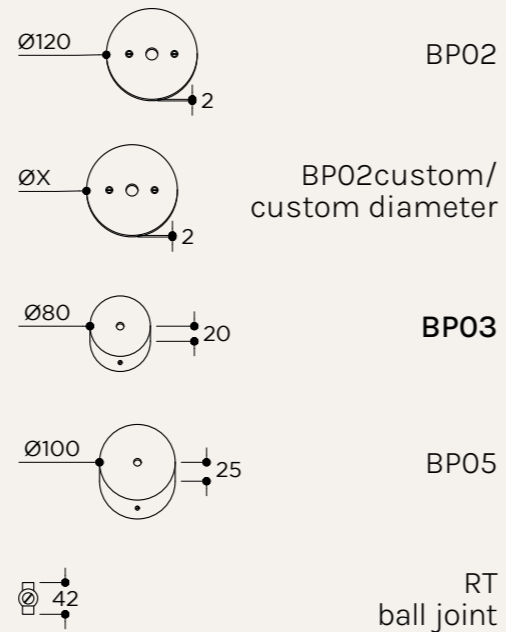 Ø120
BP02
2
ØX
BP02custom/
custom diameter
2
Ø80
20
BP03
Ø100
25
BP05
42
RT
ball joint